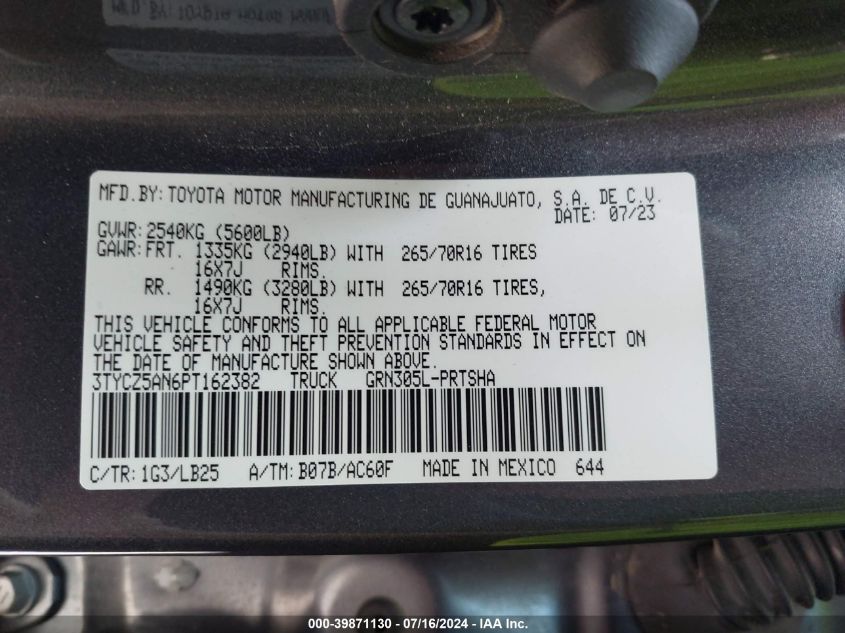 MFD.BY: TOYOTA MOTOR MANUFACTURING DE GUANAJUATO, S.A. DE C.V.
DATE: 07/23
GVWR: 2540KG (5600LB)
GAWR: FRT. 1335KG (2940LB) WITH 265/70R16 TIRES
16X7J RIMS.
RR. 1490KG (3280LB) WITH 265/70R16 TIRES,
16X7J RIMS.
THIS VEHICLE CONFORMS TO ALL APPLICABLE FEDERAL MOTOR
VEHICLE SAFETY AND THEFT PREVENTION STANDARDS IN EFFECT ON
THE DATE OF MANUFACTURE SHOWN ABOVE.
3TYCZ5AN6PT162382 TRUCK GRN305L-PRTSHA
C/TR: 1G3/LB25 A/TM: B07B/AC60F MADE IN MEXICO 644
000-39871130 - 07/16/2024 - IAA Inc.